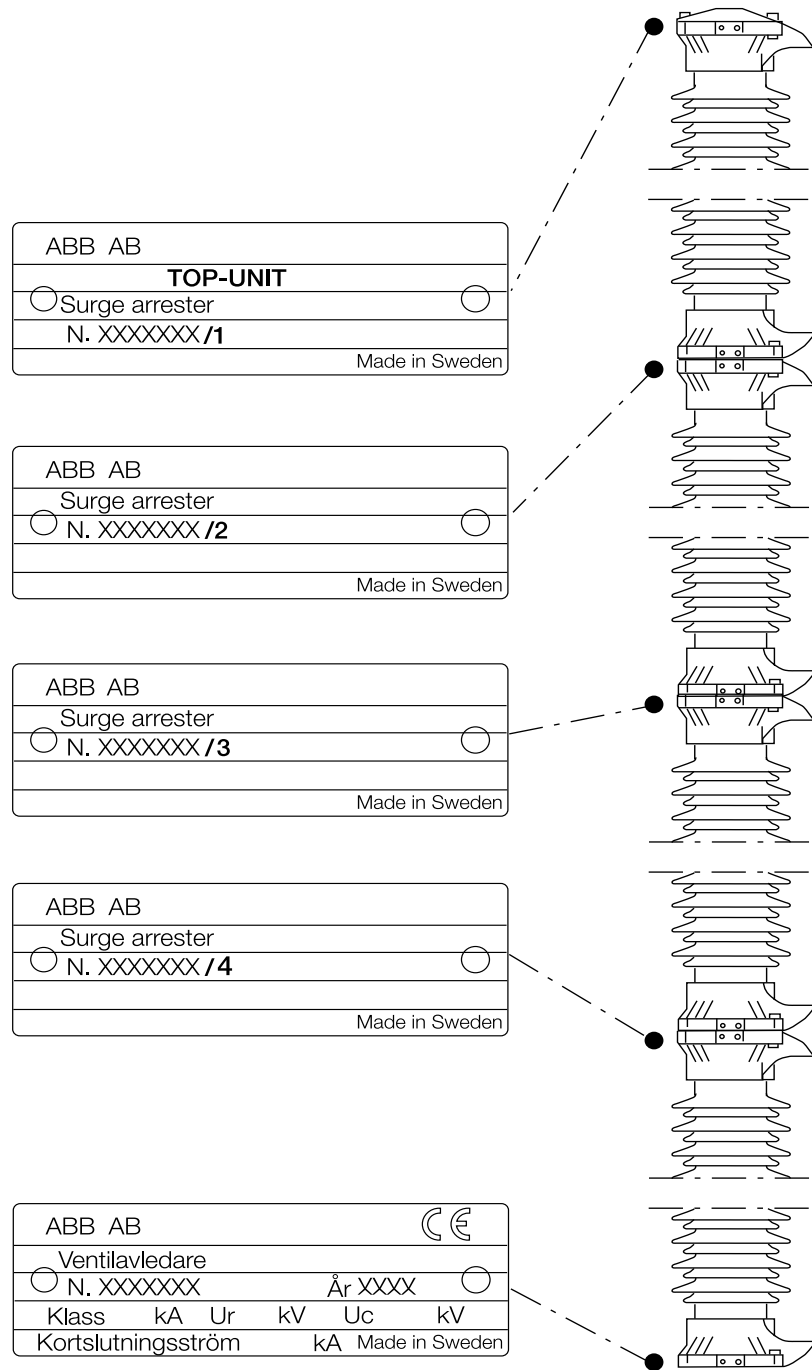 ABB AB
TOP-UNIT
Surge arrester
N. XXXXXXX /1
Made in Sweden
ABB AB
Surge arrester
N. XXXXXXX /2
Made in Sweden
ABB AB
Surge arrester
N. XXXXXXX /3
Made in Sweden
ABB AB
Surge arrester
N. XXXXXXX /4
Made in Sweden
ABB AB CE
Ventilavledare
N. XXXXXXX År XXXX
Klass kA Ur kV Uc kV
Kortslutningsström kA Made in Sweden